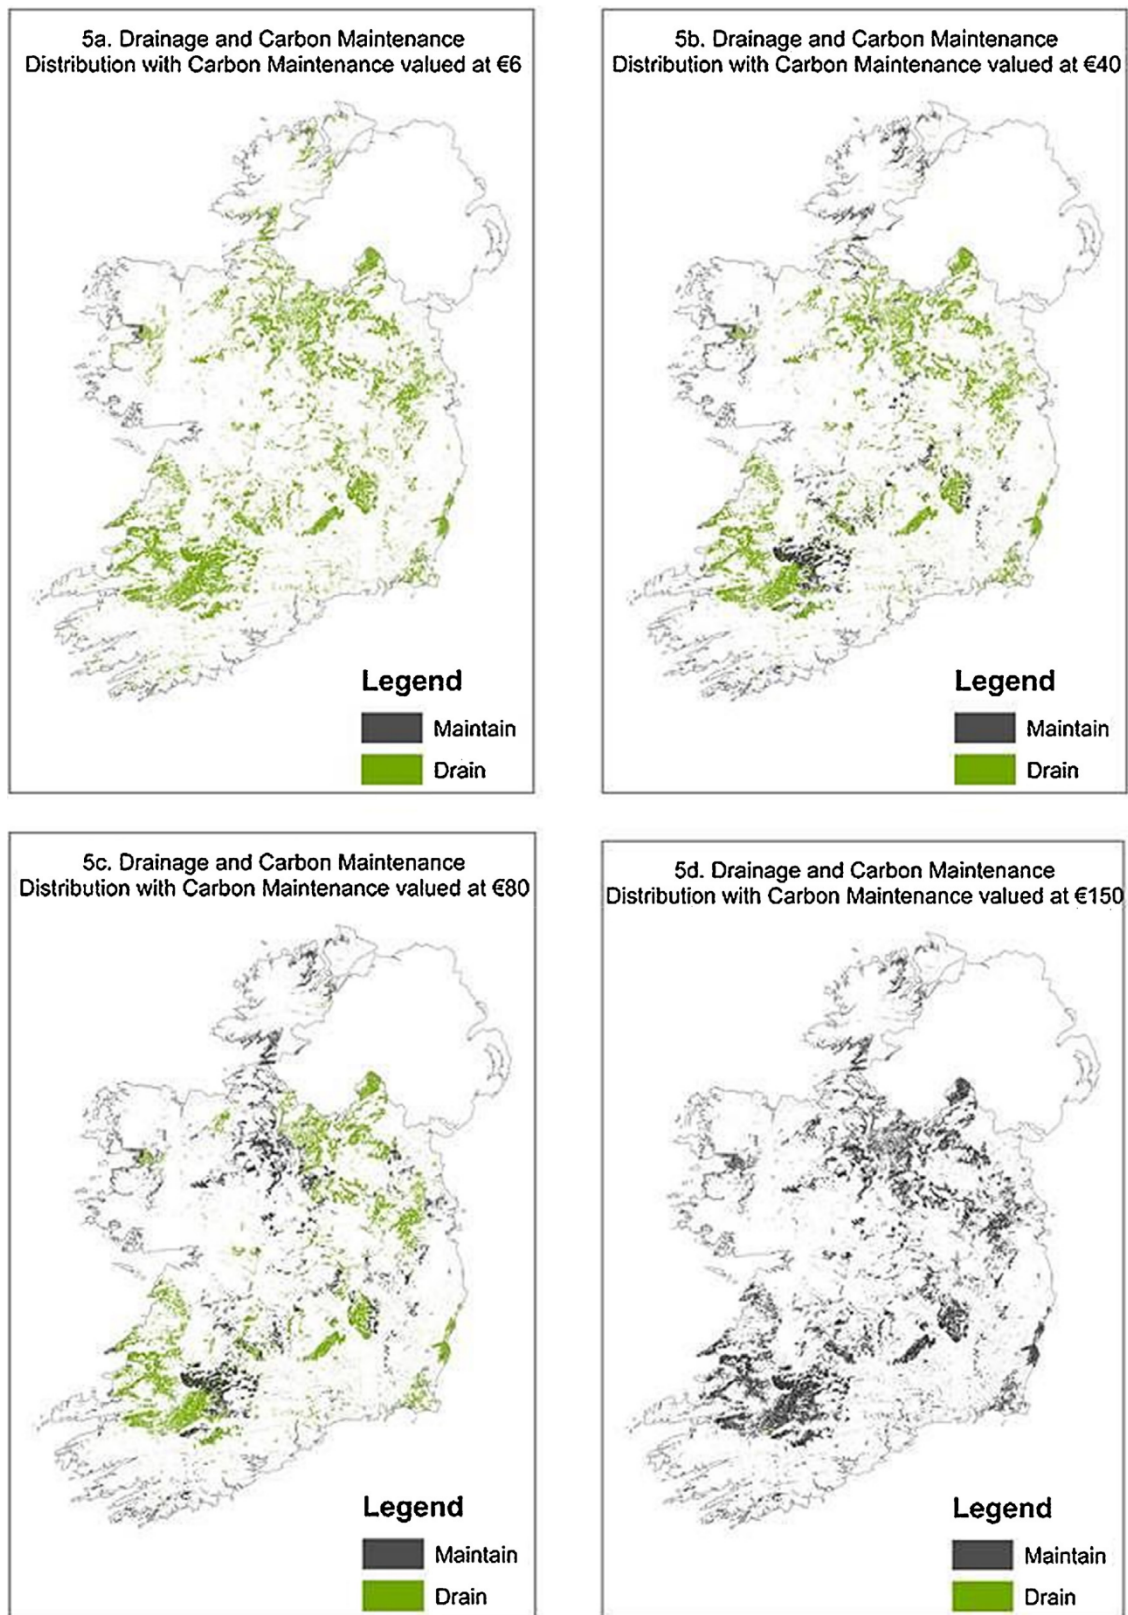 5a. Drainage and Carbon Maintenance
Distribution with Carbon Maintenance valued at €6
Legend
Maintain
Drain
5b. Drainage and Carbon Maintenance
Distribution with Carbon Maintenance valued at €40
Legend
Maintain
Drain
5c. Drainage and Carbon Maintenance
Distribution with Carbon Maintenance valued at €80
Legend
Maintain
Drain
5d. Drainage and Carbon Maintenance
Distribution with Carbon Maintenance valued at €150
Legend
Maintain
Drain